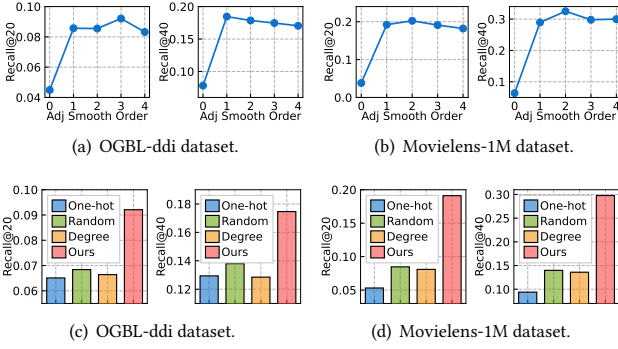 Recall@20
0.10
0.08
0.06
0.04
0 1 2 3 4
Adj Smooth Order
Recall@40
0.20
0.15
0.10
0 1 2 3 4
Adj Smooth Order
(a) OGBL-ddi dataset.
Recall@20
0.2
0.1
0.0
0 1 2 3 4
Adj Smooth Order
Recall@40
0.3
0.2
0.1
0 1 2 3 4
Adj Smooth Order
(b) Movielens-1M dataset.
Recall@20
0.10
0.09
0.08
0.07
0.06
One-hot
Random
Degree
Ours
Recall@40
0.18
0.16
0.14
0.12
One-hot
Random
Degree
Ours
(c) OGBL-ddi dataset.
Recall@20
0.20
0.15
0.10
0.05
One-hot
Random
Degree
Ours
Recall@40
0.30
0.25
0.20
0.15
0.10
One-hot
Random
Degree
Ours
(d) Movielens-1M dataset.